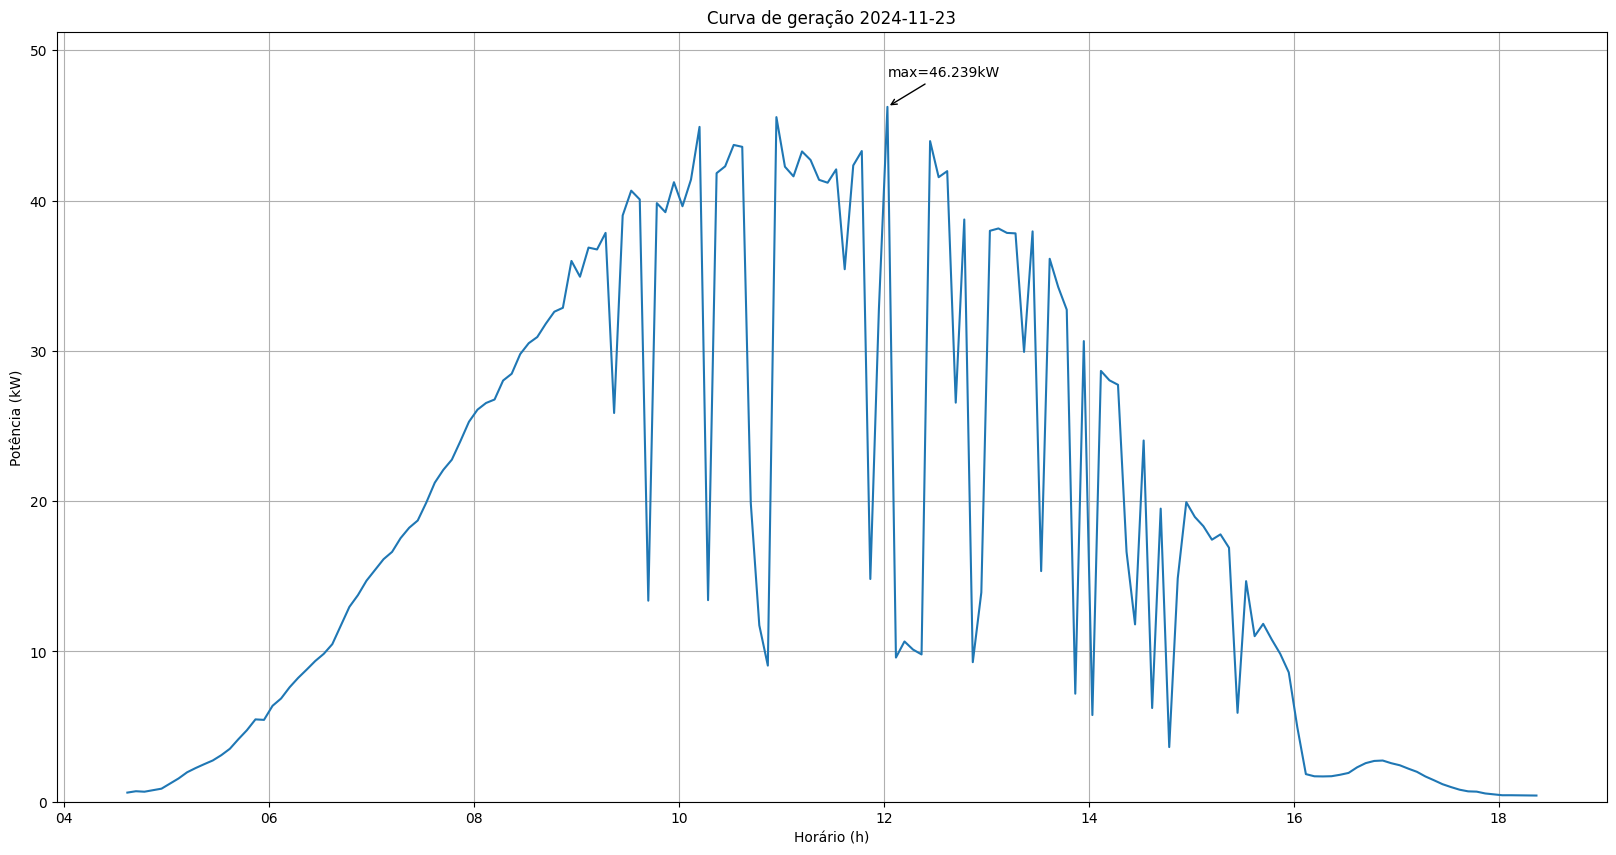 Curva de geração 2024-11-23
50
max=46.239kW
40
30
Potência (kW)
20
10
0
04 06 08 10 12 14 16 18
Horário (h)